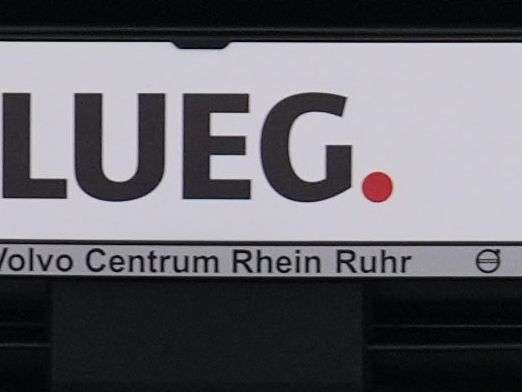 LUEG.
Volvo Centrum Rhein Ruhr